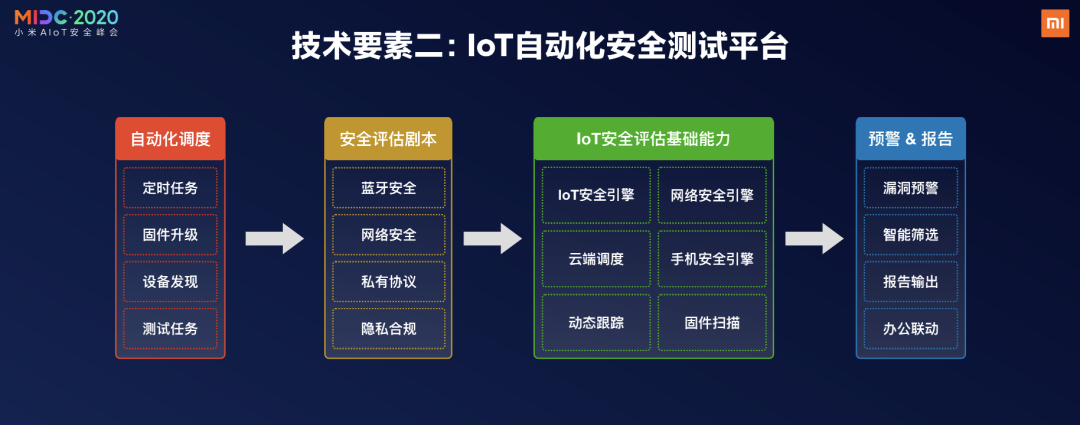 MIDC·2020
小米AIoT安全峰会
mi
技术要素二：IoT自动化安全测试平台
自动化调度
定时任务
固件升级
设备发现
测试任务
安全评估剧本
蓝牙安全
网络安全
私有协议
隐私合规
IoT安全评估基础能力
IoT安全引擎
网络安全引擎
云端调度
手机安全引擎
动态跟踪
固件扫描
预警 & 报告
漏洞预警
智能筛选
报告输出
办公联动